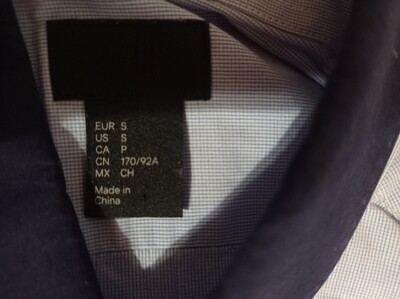 EUR S
US S
CA P
CN 170/92A
MX CH
Made in
China